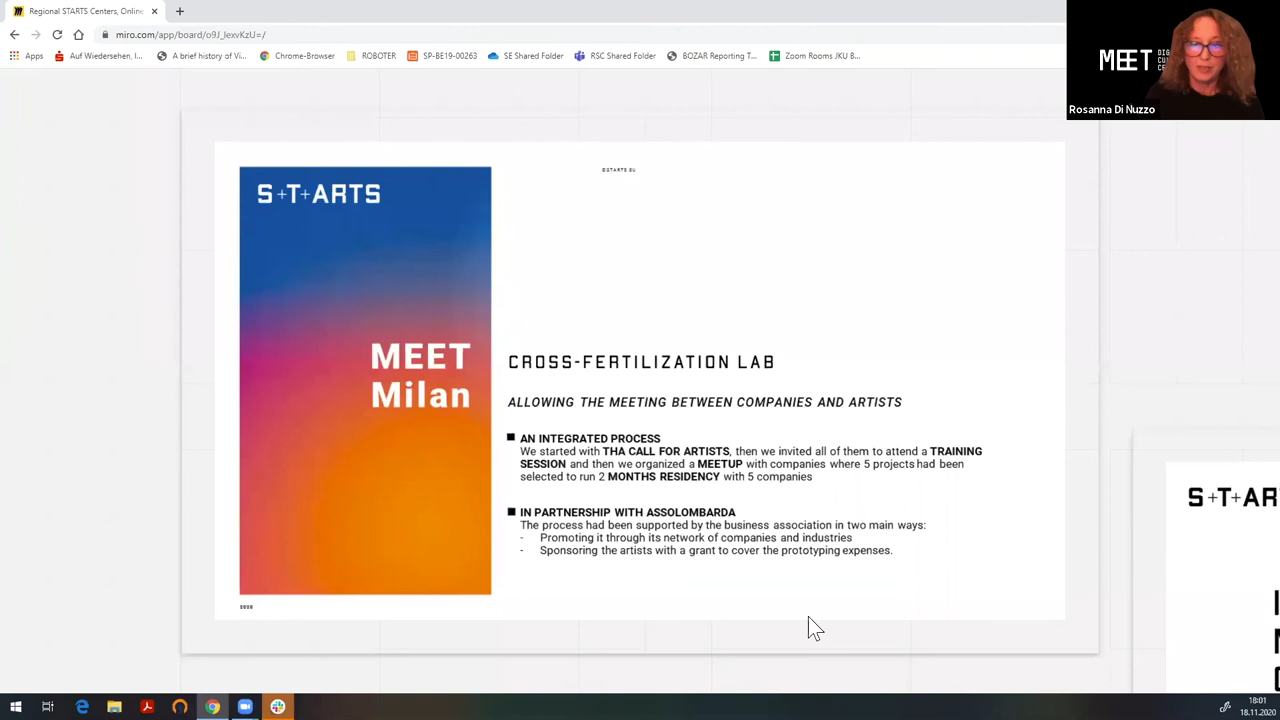 Regional STARTS Centers, Online
miro.com/app/board/o9J_lexvKzU=/
Apps
Auf Wiedersehen, I...
A brief history of Vi...
Chrome-Browser
ROBOTER
SP-BE19-00263
SE Shared Folder
RSC Shared Folder
BOZAR Reporting T...
Zoom Rooms JKU B...
MEET
Rosanna Di Nuzzo
S+T+ARTS
©STARTS EU
MEET
Milan
CROSS-FERTILIZATION LAB
ALLOWING THE MEETING BETWEEN COMPANIES AND ARTISTS
AN INTEGRATED PROCESS
We started with THA CALL FOR ARTISTS, then we invited all of them to attend a TRAINING
SESSION and then we organized a MEETUP with companies where 5 projects had been
selected to run 2 MONTHS RESIDENCY with 5 companies
IN PARTNERSHIP WITH ASSOLOMBARDA
The process had been supported by the business association in two main ways:
- Promoting it through its network of companies and industries
- Sponsoring the artists with a grant to cover the prototyping expenses.
2020
S+T+AR
18:01
18.11.2020